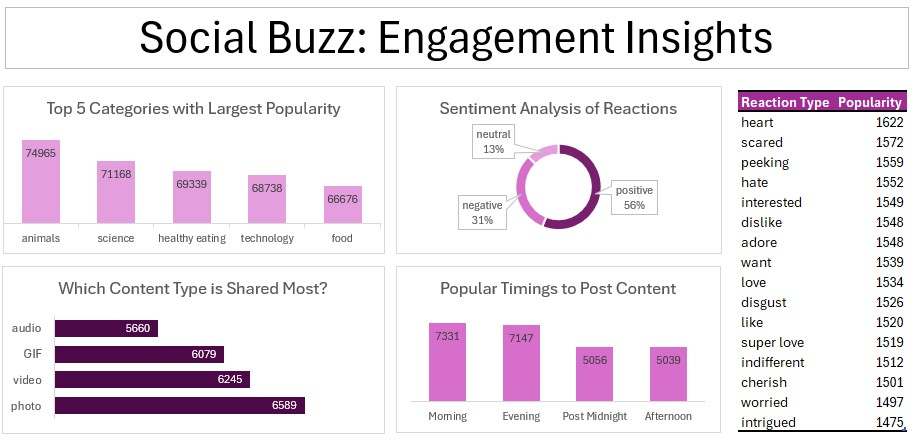 Social Buzz: Engagement Insights
Top 5 Categories with Largest Popularity
74965
71168
69339
68738
66676
animals
science
healthy eating
technology
food
Sentiment Analysis of Reactions
neutral
13%
positive
56%
negative
31%
Which Content Type is Shared Most?
audio 5660
GIF 6079
video 6245
photo 6589
Popular Timings to Post Content
7331
7147
5056
5039
Morning
Evening
Post Midnight
Afternoon
Reaction Type Popularity
heart 1622
scared 1572
peeking 1559
hate 1552
interested 1549
dislike 1548
adore 1548
want 1539
love 1534
disgust 1526
like 1520
super love 1519
indifferent 1512
cherish 1501
worried 1497
intrigued 1475